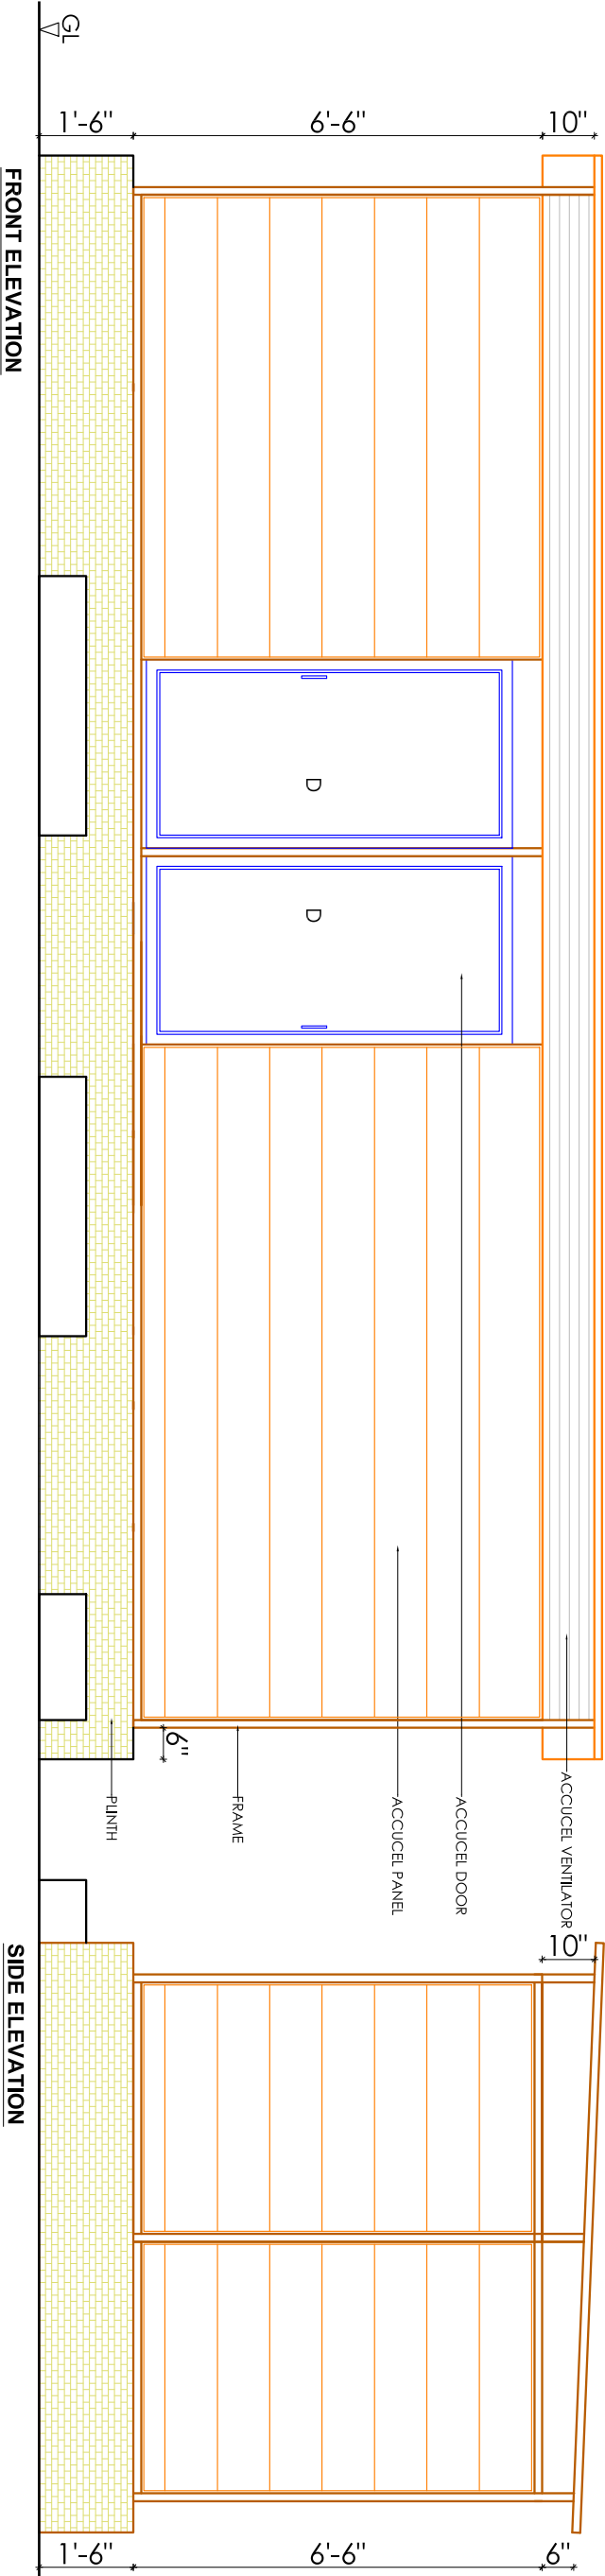 GL
1'-6"
6'-6"
10"
D
D
6"
ACCUCEL VENTILATOR
ACCUCEL DOOR
ACCUCEL PANEL
FRAME
PLINTH
FRONT ELEVATION
10"
1'-6"
6'-6"
6"
SIDE ELEVATION